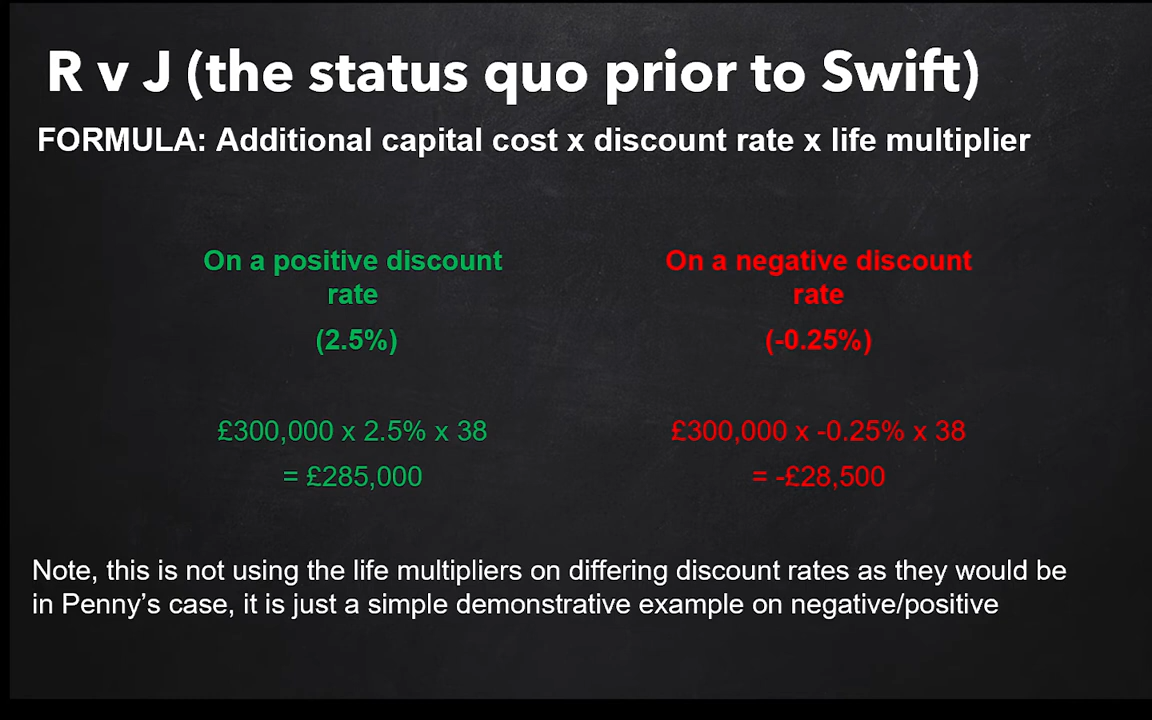 R v J (the status quo prior to Swift)
FORMULA: Additional capital cost x discount rate x life multiplier
On a positive discount
rate
(2.5%)
£300,000 x 2.5% x 38
= £285,000
On a negative discount
rate
(-0.25%)
£300,000 x -0.25% x 38
= -£28,500
Note, this is not using the life multipliers on differing discount rates as they would be
in Penny’s case, it is just a simple demonstrative example on negative/positive